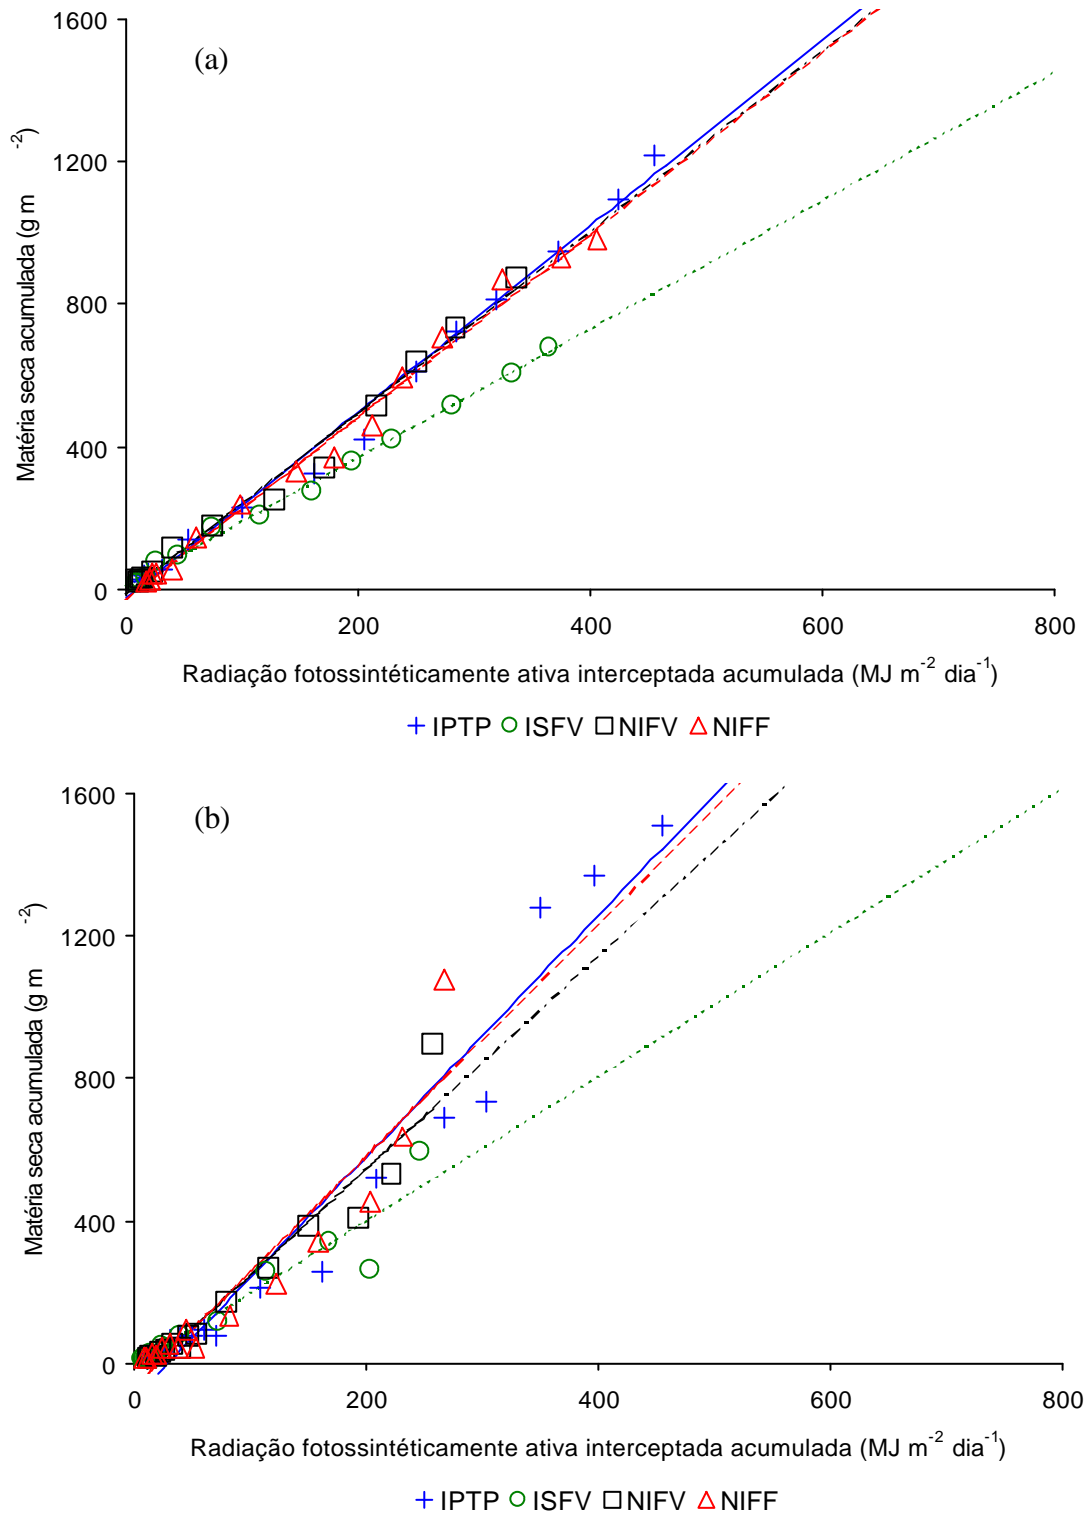 1600
(a)
1200
800
400
0
Matéria seca acumulada (g m⁻²)
0 200 400 600 800
Radiação fotossintéticamente ativa interceptada acumulada (MJ m⁻² dia⁻¹)
IPTP ISFV NIFV NIFF
1600
(b)
1200
800
400
0
Matéria seca acumulada (g m⁻²)
0 200 400 600 800
Radiação fotossintéticamente ativa interceptada acumulada (MJ m⁻² dia⁻¹)
IPTP ISFV NIFV NIFF